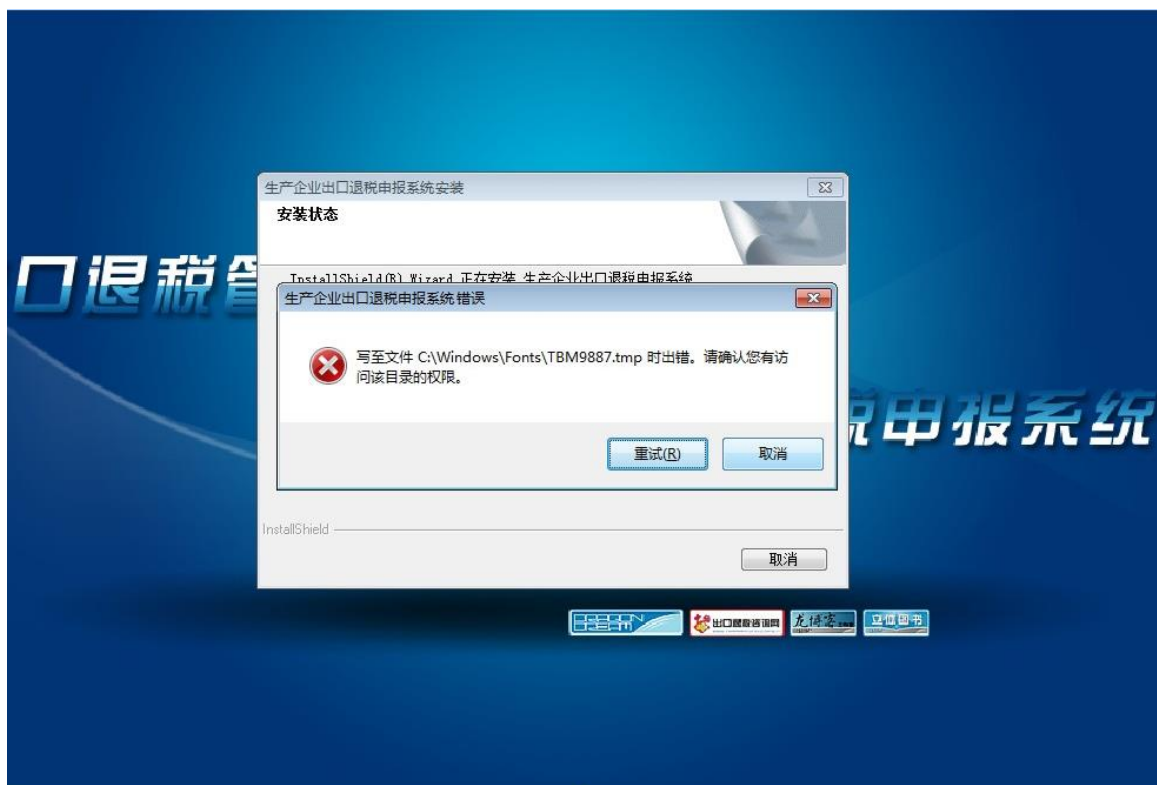 生产企业出口退税申报系统安装
安装状态
口退税管
InstallShield(R) Wizard 正在安装 生产企业出口退税申报系统
生产企业出口退税申报系统 错误
写至文件 C:\Windows\Fonts\TBM9887.tmp 时出错。请确认您有访
问该目录的权限。
税申报系统
重试(R) 取消
InstallShield
取消
出口退税咨询网 龙博客 立体图书